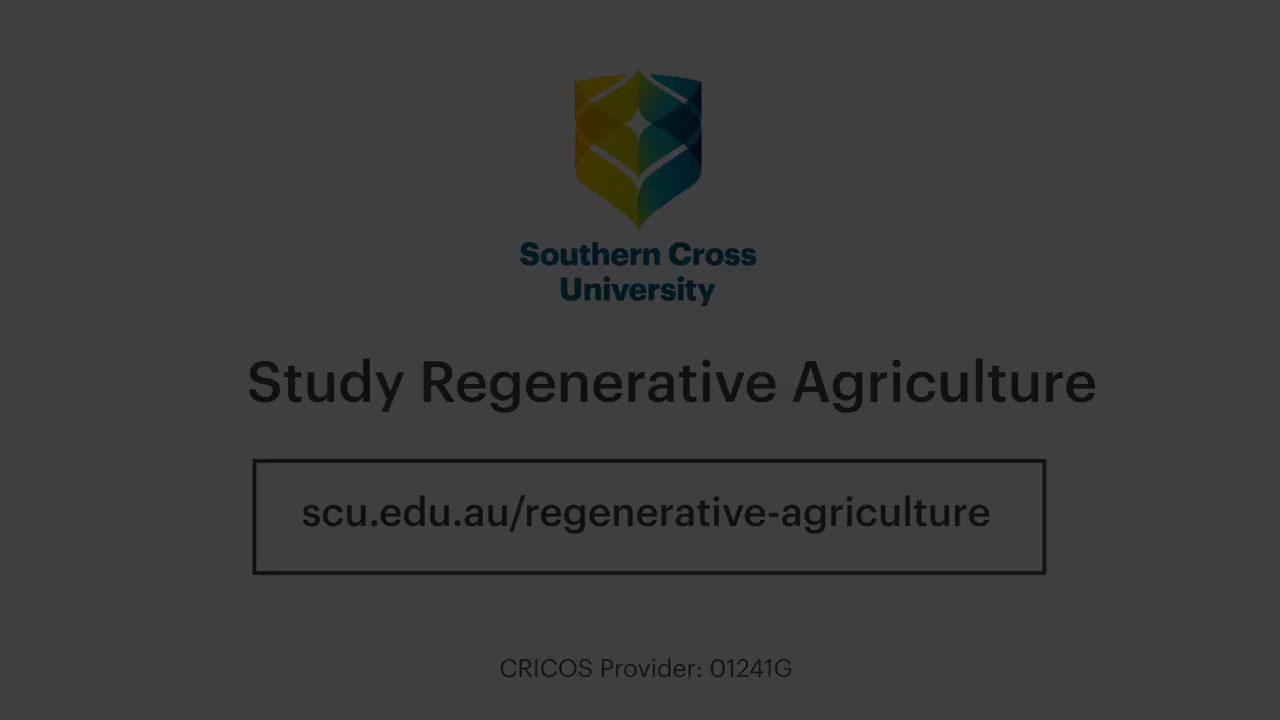 Southern Cross
University
Study Regenerative Agriculture
scu.edu.au/regenerative-agriculture
CRICOS Provider: 01241G